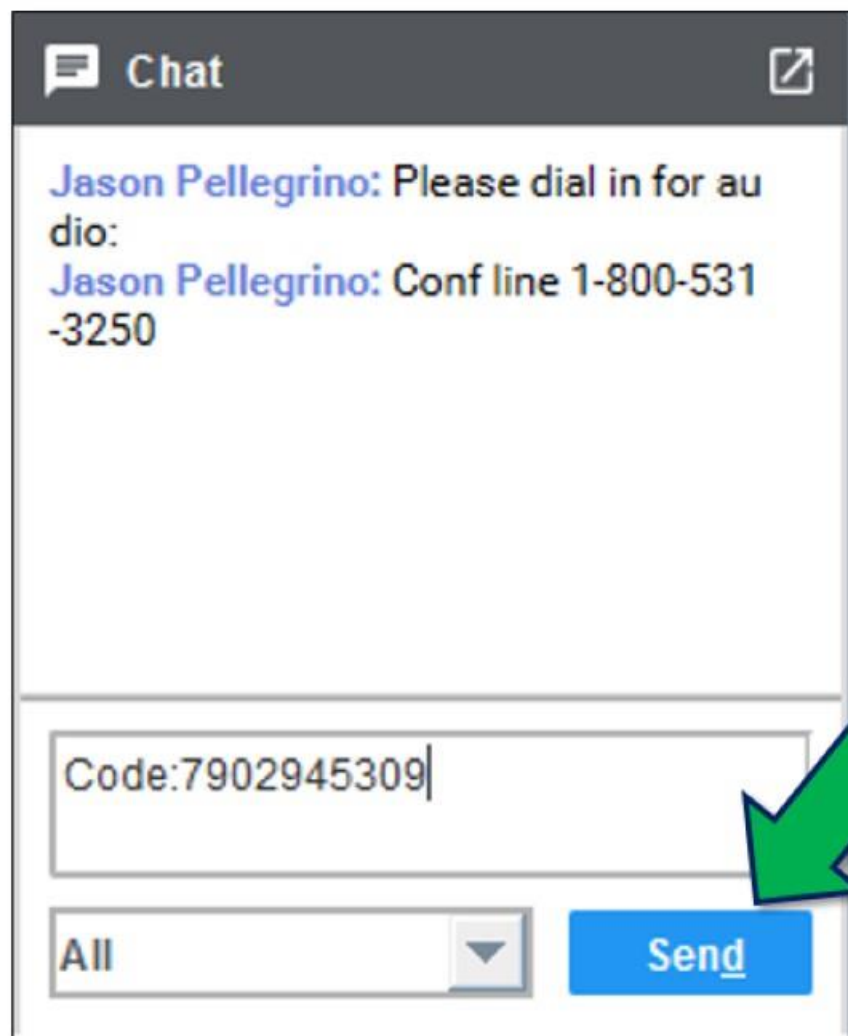 Chat
Jason Pellegrino: Please dial in for au
dio:
Jason Pellegrino: Conf line 1-800-531
-3250
Code:7902945309
All
Send